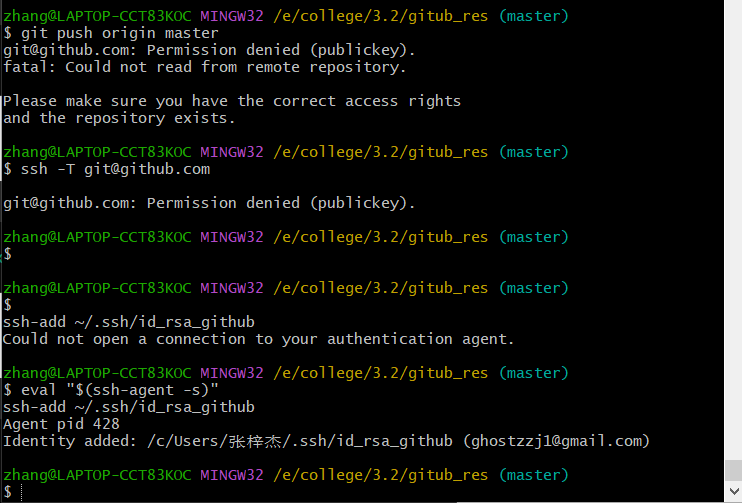 zhang@LAPTOP-CCT83KOC MINGW32 /e/college/3.2/gitub_res (master)
$ git push origin master
git@github.com: Permission denied (publickey).
fatal: Could not read from remote repository.
Please make sure you have the correct access rights
and the repository exists.
zhang@LAPTOP-CCT83KOC MINGW32 /e/college/3.2/gitub_res (master)
$ ssh -T git@github.com
git@github.com: Permission denied (publickey).
zhang@LAPTOP-CCT83KOC MINGW32 /e/college/3.2/gitub_res (master)
$
zhang@LAPTOP-CCT83KOC MINGW32 /e/college/3.2/gitub_res (master)
$
ssh-add ~/.ssh/id_rsa_github
Could not open a connection to your authentication agent.
zhang@LAPTOP-CCT83KOC MINGW32 /e/college/3.2/gitub_res (master)
$ eval "$(ssh-agent -s)"
ssh-add ~/.ssh/id_rsa_github
Agent pid 428
Identity added: /c/Users/张梓杰/.ssh/id_rsa_github (ghostzzj1@gmail.com)
zhang@LAPTOP-CCT83KOC MINGW32 /e/college/3.2/gitub_res (master)
$